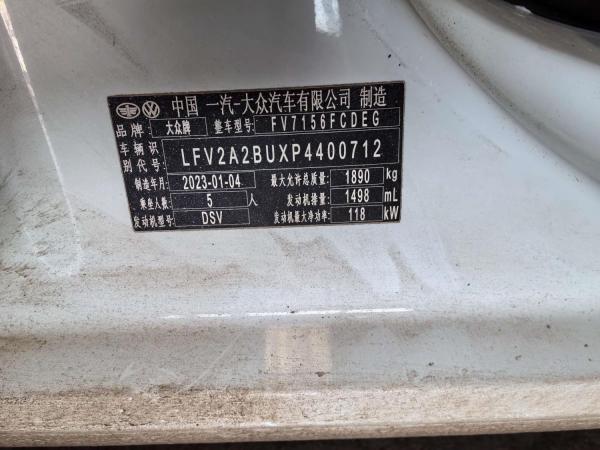 中国 一汽-大众汽车有限公司 制造
品牌: 大众牌 整车型号: FV7156FCDEG
车辆识别代号: LFV2A2BUXP4400712
制造年月: 2023-01-04 最大允许总质量: 1890 kg
乘坐人数: 5 人 发动机排量: 1498 mL
发动机型号: DSV 发动机最大净功率: 118 kW